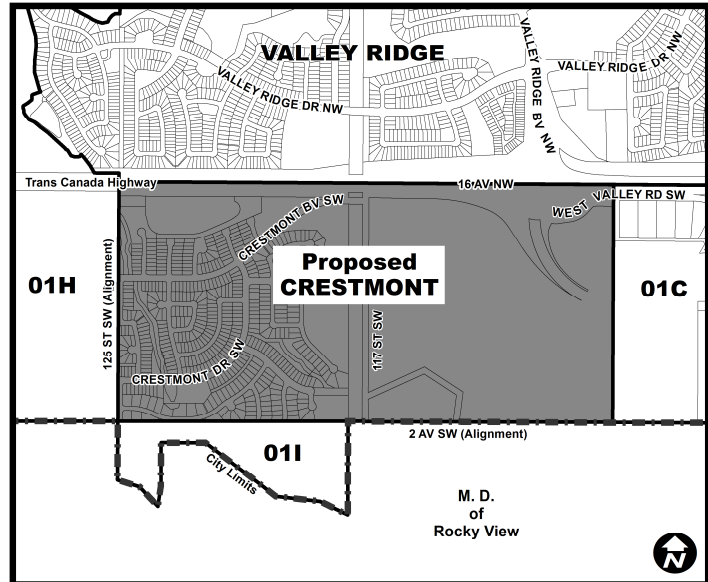 VALLEY RIDGE
VALLEY RIDGE DR NW
VALLEY RIDGE DR NW
VALLEY RIDGE BV NW
Trans Canada Highway
16 AV NW
WEST VALLEY RD SW
CRESTMONT BV SW
Proposed
CRESTMONT
01H
125 ST SW (Alignment)
117 ST SW
01C
CRESTMONT DR SW
2 AV SW (Alignment)
01I
City Limits
M. D.
of
Rocky View
N